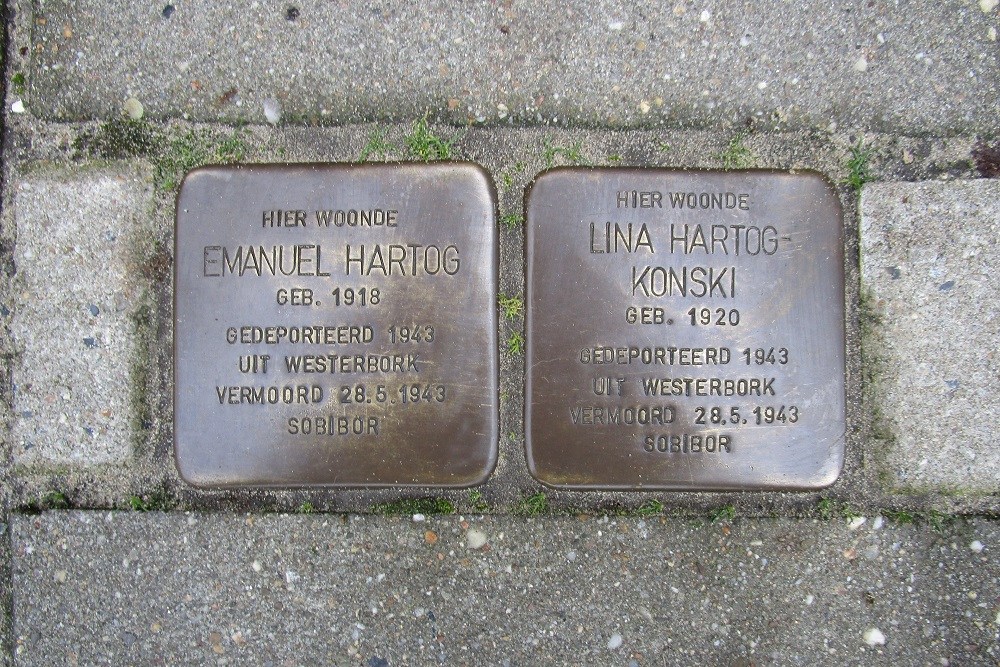 HIER WOONDE
EMANUEL HARTOG
GEB. 1918
GEDEPORTEERD 1943
UIT WESTERBORK
VERMOORD 28.5.1943
SOBIBOR
HIER WOONDE
LINA HARTOG-
KONSKI
GEB. 1920
GEDEPORTEERD 1943
UIT WESTERBORK
VERMOORD 28.5.1943
SOBIBOR